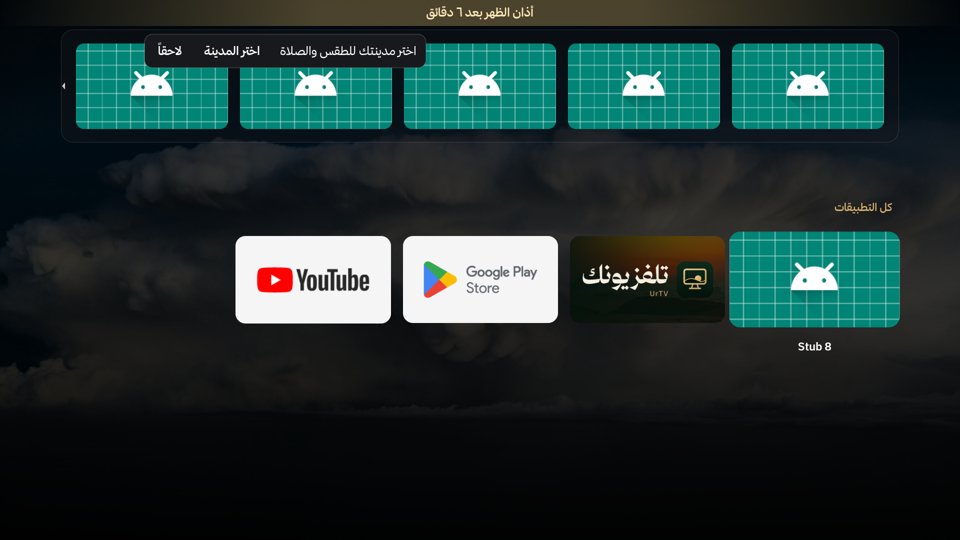 أذان الظهر بعد ٦ دقائق
اختر مدينتك للطقس والصلاة اختر المدينة لاحقاً
كل التطبيقات
تلفزيونك
UrTV
Google Play
Store
YouTube
Stub 8